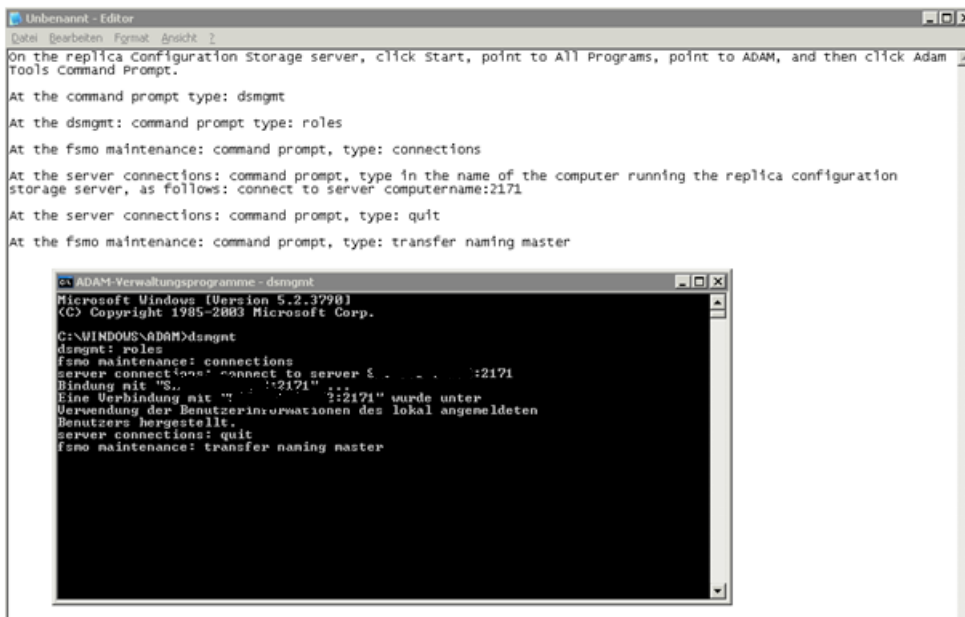 Unbenannt - Editor
Datei Bearbeiten Format Ansicht ?
On the replica Configuration Storage server, click Start, point to All Programs, point to ADAM, and then click Adam
Tools Command Prompt.
At the command prompt type: dsmgmt
At the dsmgmt: command prompt type: roles
At the fsmo maintenance: command prompt, type: connections
At the server connections: command prompt, type in the name of the computer running the replica configuration
storage server, as follows: connect to server computername:2171
At the server connections: command prompt, type: quit
At the fsmo maintenance: command prompt, type: transfer naming master
ADAM-Verwaltungsprogramme - dsmgmt
Microsoft Windows [Version 5.2.3790]
(C) Copyright 1985-2003 Microsoft Corp.
C:\WINDOWS\ADAM>dsmgmt
dsmgmt: roles
fsmo maintenance: connections
server connections: connect to server :2171
Bindung mit "S :2171" ...
Eine Verbindung mit " :2171" wurde unter
Verwendung der Benutzerinformationen des lokal angemeldeten
Benutzers hergestellt.
server connections: quit
fsmo maintenance: transfer naming master